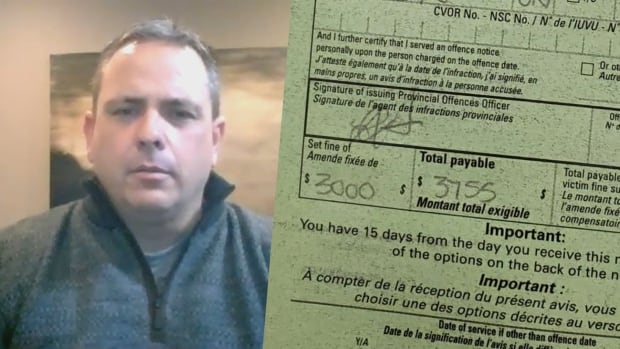 CVOR No. - NSC No. / N° de l'IUVU - N°
And I further certify that I served an offence notice
personally upon the person charged on the offence date.
J'atteste également qu'à la date de l'infraction, j'ai signifié, en
mains propres, un avis d'infraction à la personne accusée.
Or ot
Autre
Signature of issuing Provincial Offences Officer
Signature de l'agent des infractions provinciales
Off
N° d
Set fine of
Amende fixée de
$ 3000 $
Total payable
$ 3755 $
Montant total exigible
Total payable
victim fine su
Le montant to
l'amende fixé
compensatoir
Important:
You have 15 days from the day you receive this n
of the options on the back of the n
Important :
À compter de la réception du présent avis, vous
choisir une des options décrites au verso
Date of service if other than offence date
Date de la signification de l'avis si elle diff
Y/A